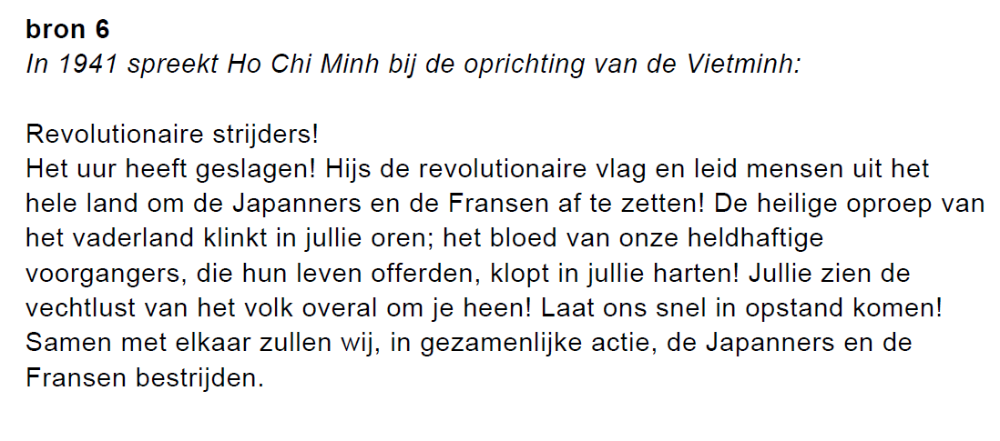 bron 6
In 1941 spreekt Ho Chi Minh bij de oprichting van de Vietminh:
Revolutionaire strijders!
Het uur heeft geslagen! Hijs de revolutionaire vlag en leid mensen uit het
hele land om de Japanners en de Fransen af te zetten! De heilige oproep van
het vaderland klinkt in jullie oren; het bloed van onze heldhaftige
voorgangers, die hun leven offerden, klopt in jullie harten! Jullie zien de
vechtlust van het volk overal om je heen! Laat ons snel in opstand komen!
Samen met elkaar zullen wij, in gezamenlijke actie, de Japanners en de
Fransen bestrijden.